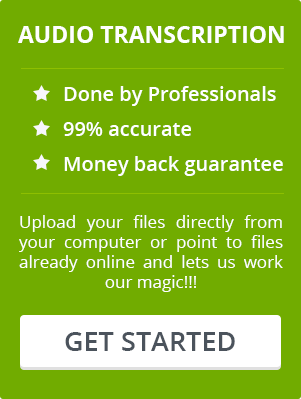 AUDIO TRANSCRIPTION
Done by Professionals
99% accurate
Money back guarantee
Upload your files directly from
your computer or point to files
already online and lets us work
our magic!!!
GET STARTED